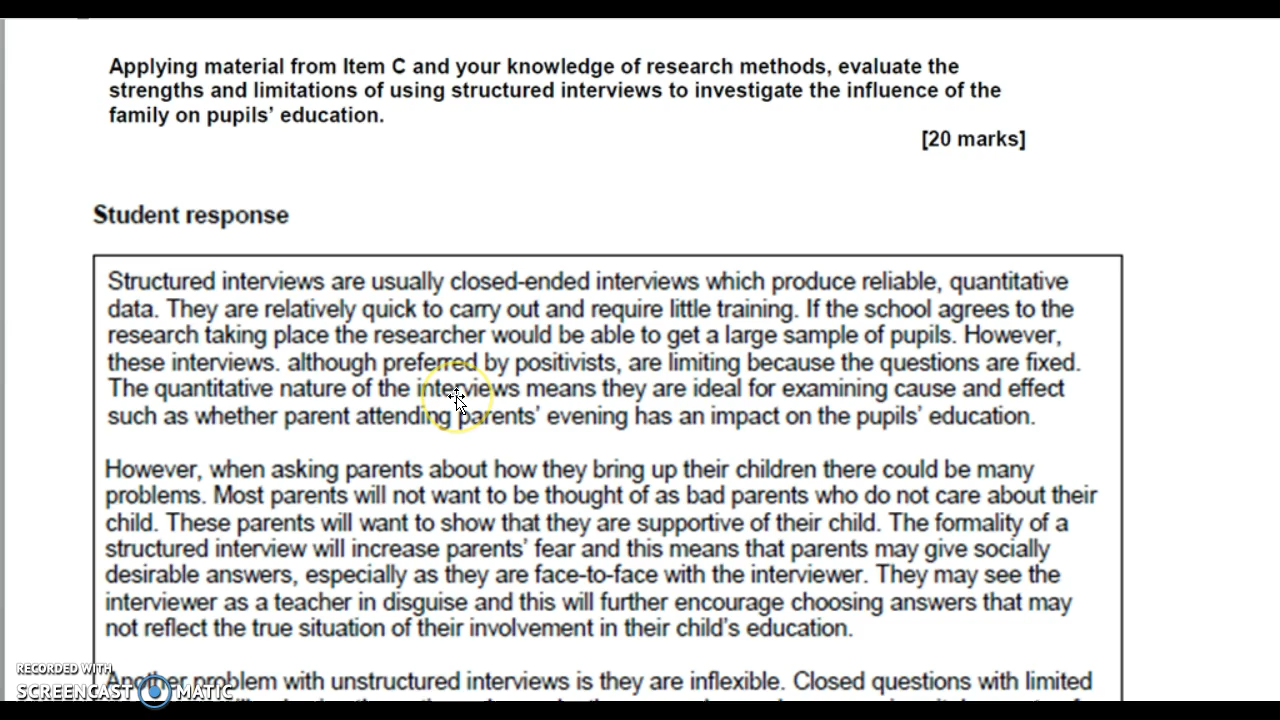 Applying material from Item C and your knowledge of research methods, evaluate the
strengths and limitations of using structured interviews to investigate the influence of the
family on pupils' education.
[20 marks]
Student response
Structured interviews are usually closed-ended interviews which produce reliable, quantitative
data. They are relatively quick to carry out and require little training. If the school agrees to the
research taking place the researcher would be able to get a large sample of pupils. However,
these interviews. although preferred by positivists, are limiting because the questions are fixed.
The quantitative nature of the interviews means they are ideal for examining cause and effect
such as whether parent attending parents' evening has an impact on the pupils' education.
However, when asking parents about how they bring up their children there could be many
problems. Most parents will not want to be thought of as bad parents who do not care about their
child. These parents will want to show that they are supportive of their child. The formality of a
structured interview will increase parents' fear and this means that parents may give socially
desirable answers, especially as they are face-to-face with the interviewer. They may see the
interviewer as a teacher in disguise and this will further encourage choosing answers that may
not reflect the true situation of their involvement in their child's education.
Another problem with unstructured interviews is they are inflexible. Closed questions with limited
RECORDED WITH
SCREENCAST MATIC